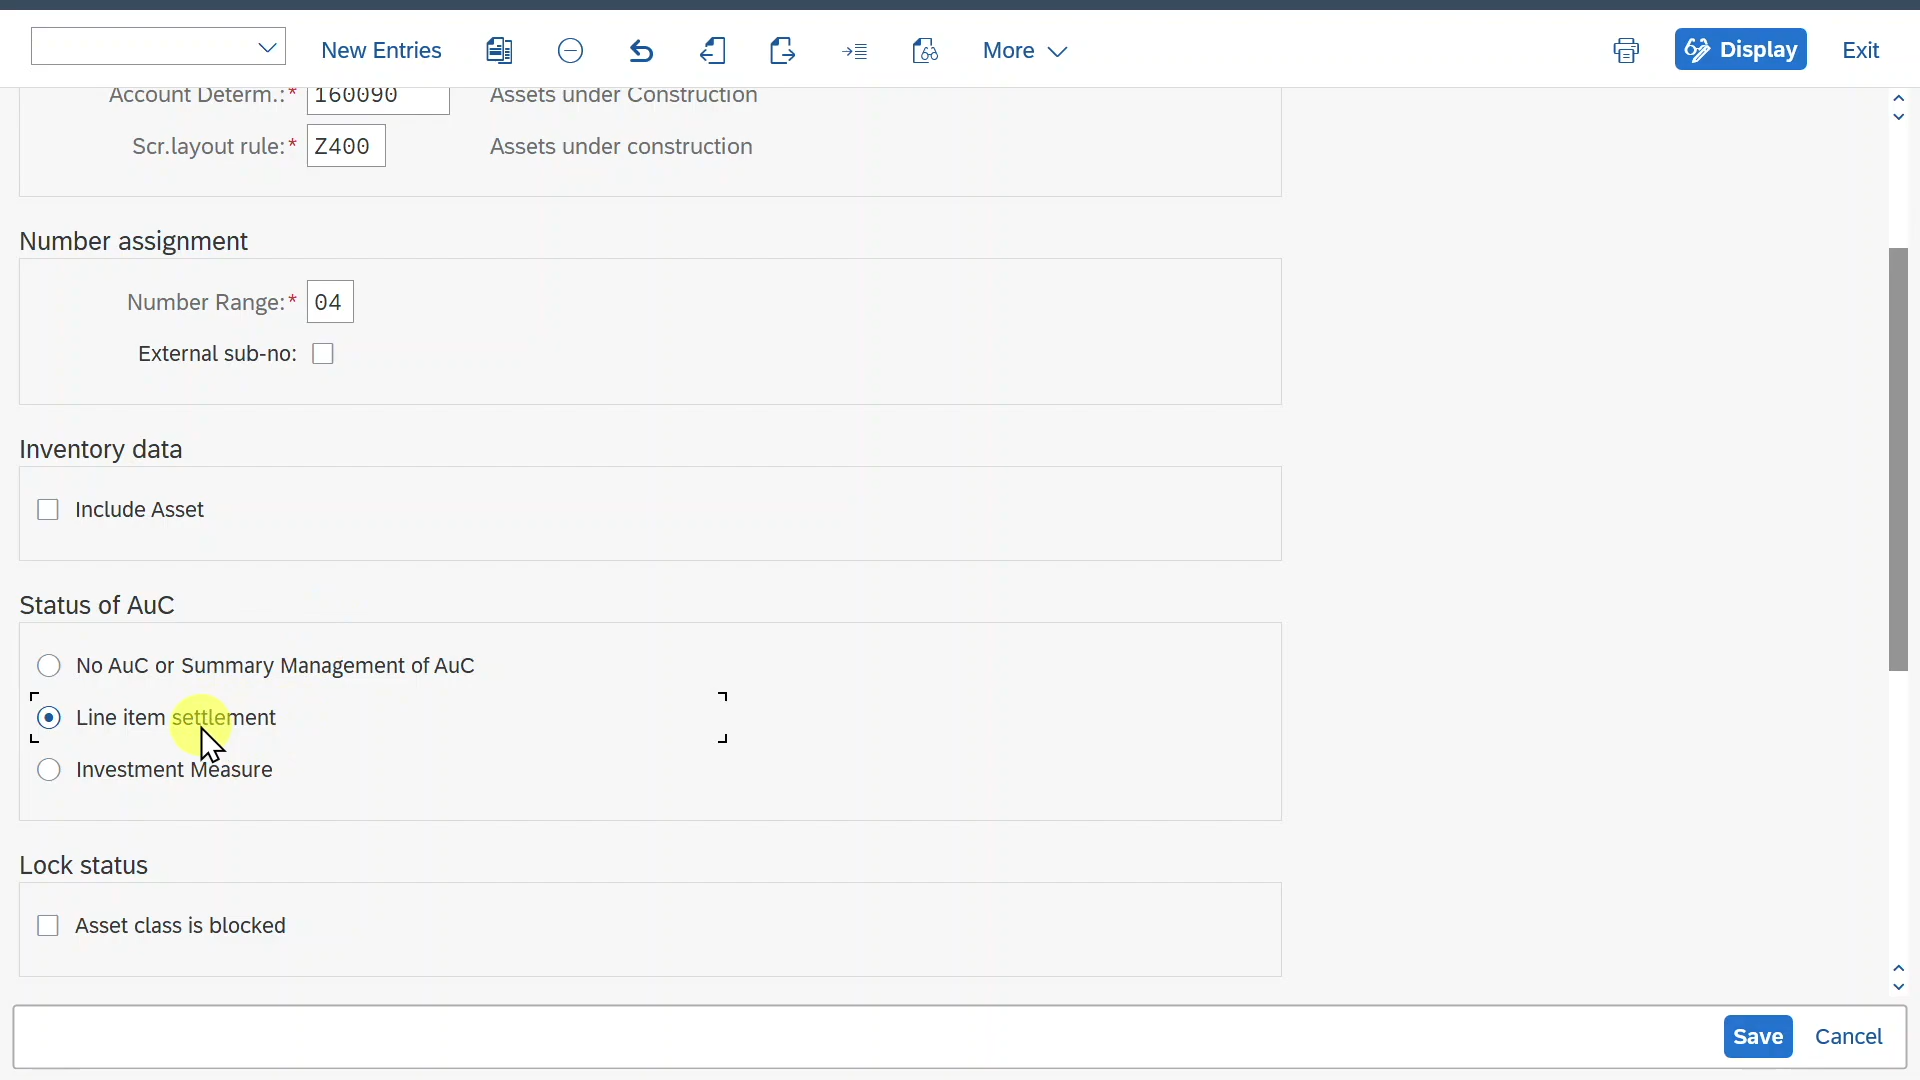 New Entries More Display Exit
Account Determ.:* 160090 Assets under Construction
Scr.layout rule:* Z400 Assets under construction
Number assignment
Number Range:* 04
External sub-no:
Inventory data
Include Asset
Status of AuC
No AuC or Summary Management of AuC
Line item settlement
Investment Measure
Lock status
Asset class is blocked
Save Cancel